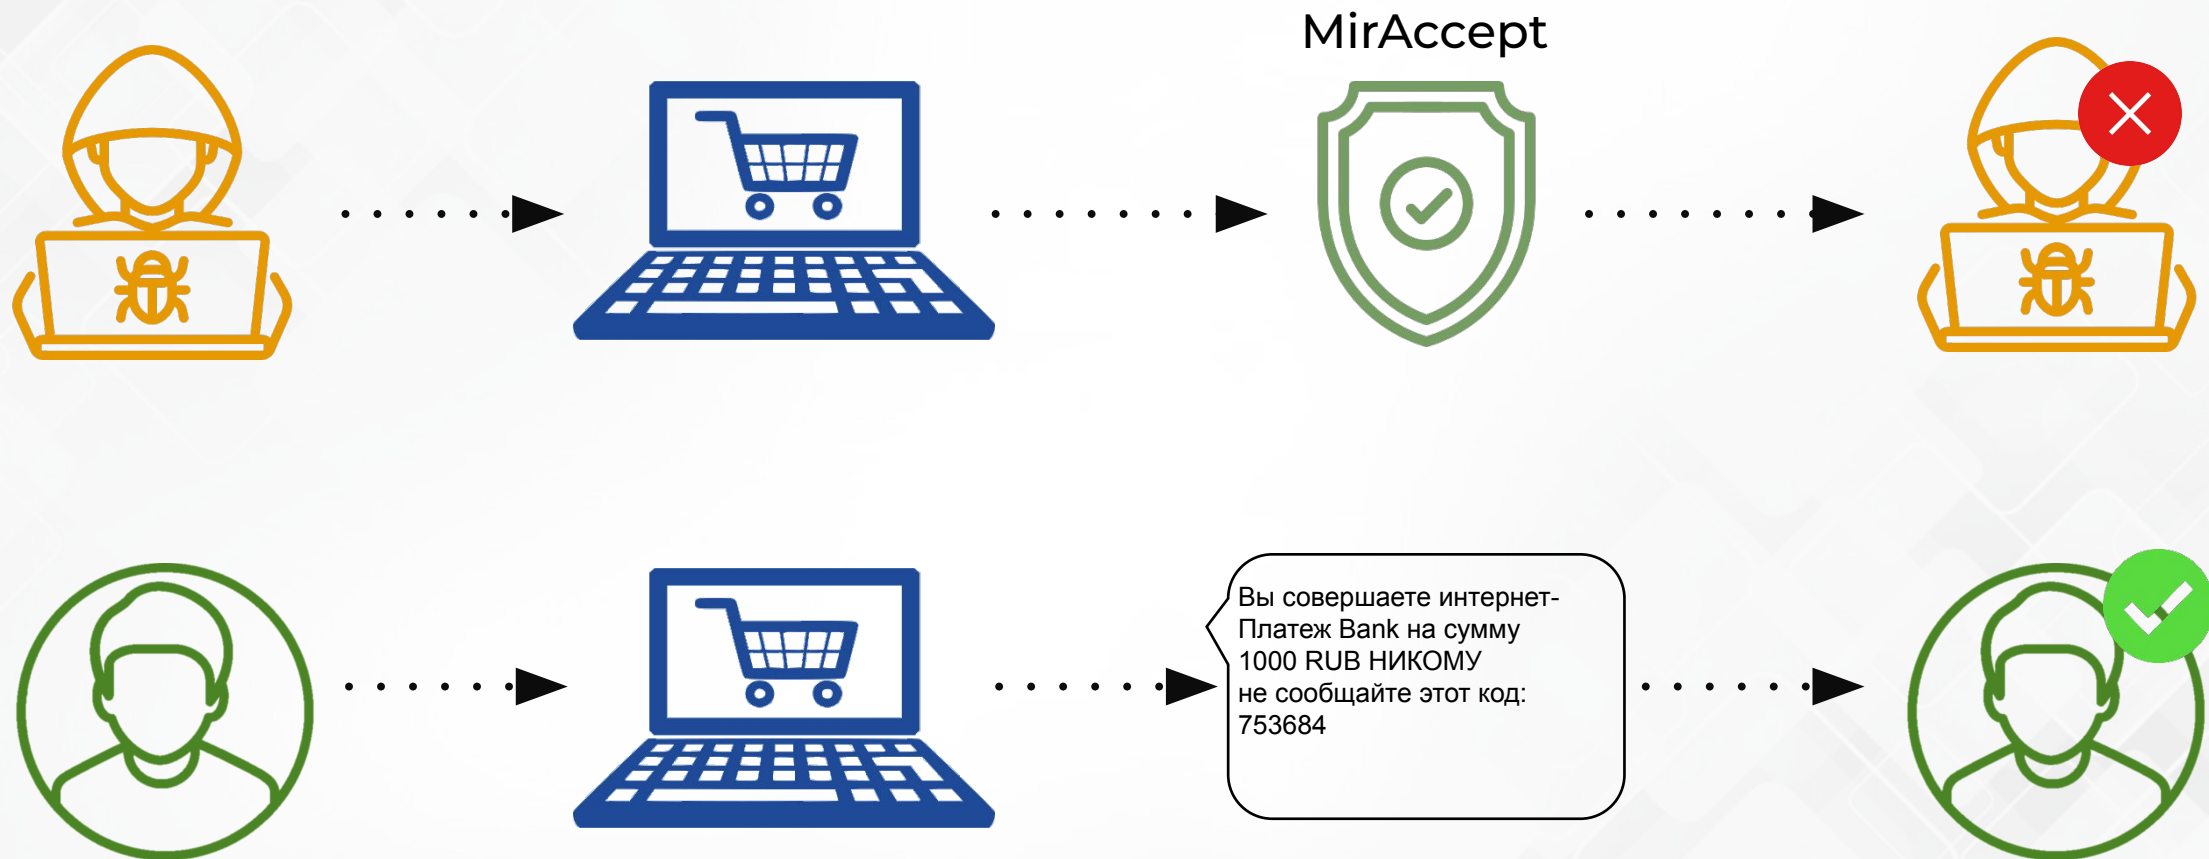 MirAccept
Вы совершаете интернет-
Платеж Bank на сумму
1000 RUB НИКОМУ
не сообщайте этот код:
753684